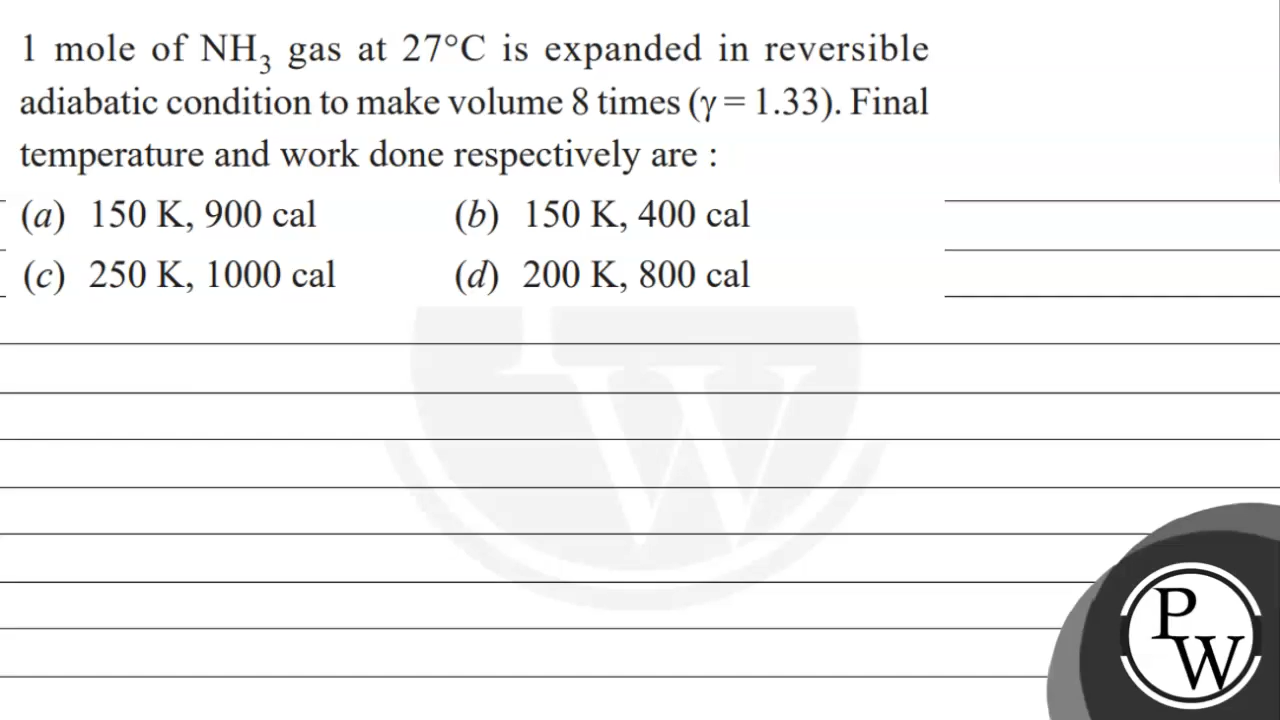 1 mole of NH₃ gas at 27°C is expanded in reversible
adiabatic condition to make volume 8 times (γ = 1.33). Final
temperature and work done respectively are :
(a) 150 K, 900 cal (b) 150 K, 400 cal
(c) 250 K, 1000 cal (d) 200 K, 800 cal
W
P
W